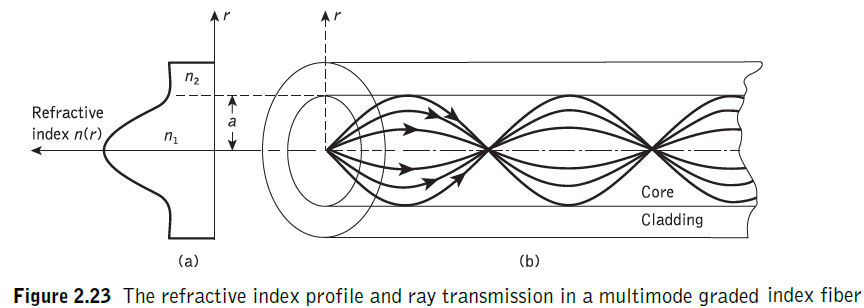 r
r
n2
Refractive
index n(r)
a
n1
Core
Cladding
(a)
(b)
Figure 2.23 The refractive index profile and ray transmission in a multimode graded index fiber